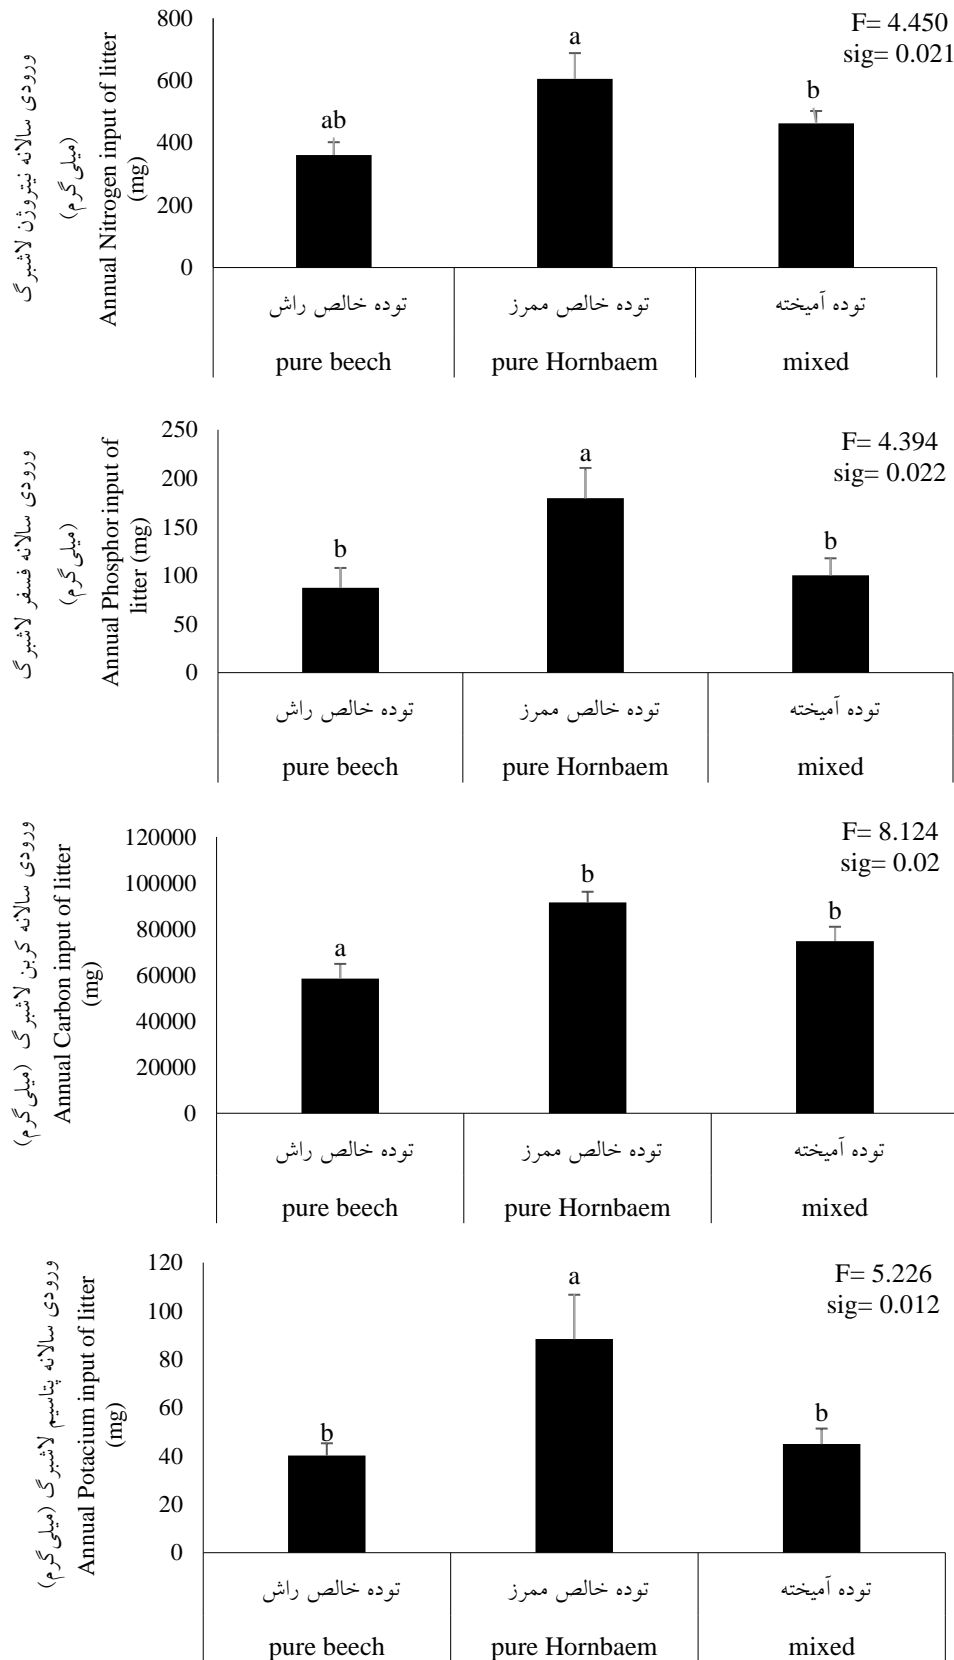 ورودی سالانه نیتروژن لاشبرگ
(میلی گرم)
Annual Nitrogen input of litter
(mg)
800
600
400
200
0
F= 4.450
sig= 0.021
ab
a
b
توده خالص راش
توده خالص ممرز
توده آمیخته
pure beech
pure Hornbaem
mixed
ورودی سالانه فسفر لاشبرگ
(میلی گرم)
Annual Phosphor input of
litter (mg)
250
200
150
100
50
0
F= 4.394
sig= 0.022
b
a
b
توده خالص راش
توده خالص ممرز
توده آمیخته
pure beech
pure Hornbaem
mixed
ورودی سالانه کربن لاشبرگ (میلی گرم)
Annual Carbon input of litter
(mg)
120000
100000
80000
60000
40000
20000
0
F= 8.124
sig= 0.02
a
b
b
توده خالص راش
توده خالص ممرز
توده آمیخته
pure beech
pure Hornbaem
mixed
ورودی سالانه پتاسیم لاشبرگ (میلی گرم)
Annual Potacium input of litter
(mg)
120
100
80
60
40
20
0
F= 5.226
sig= 0.012
b
a
b
توده خالص راش
توده خالص ممرز
توده آمیخته
pure beech
pure Hornbaem
mixed